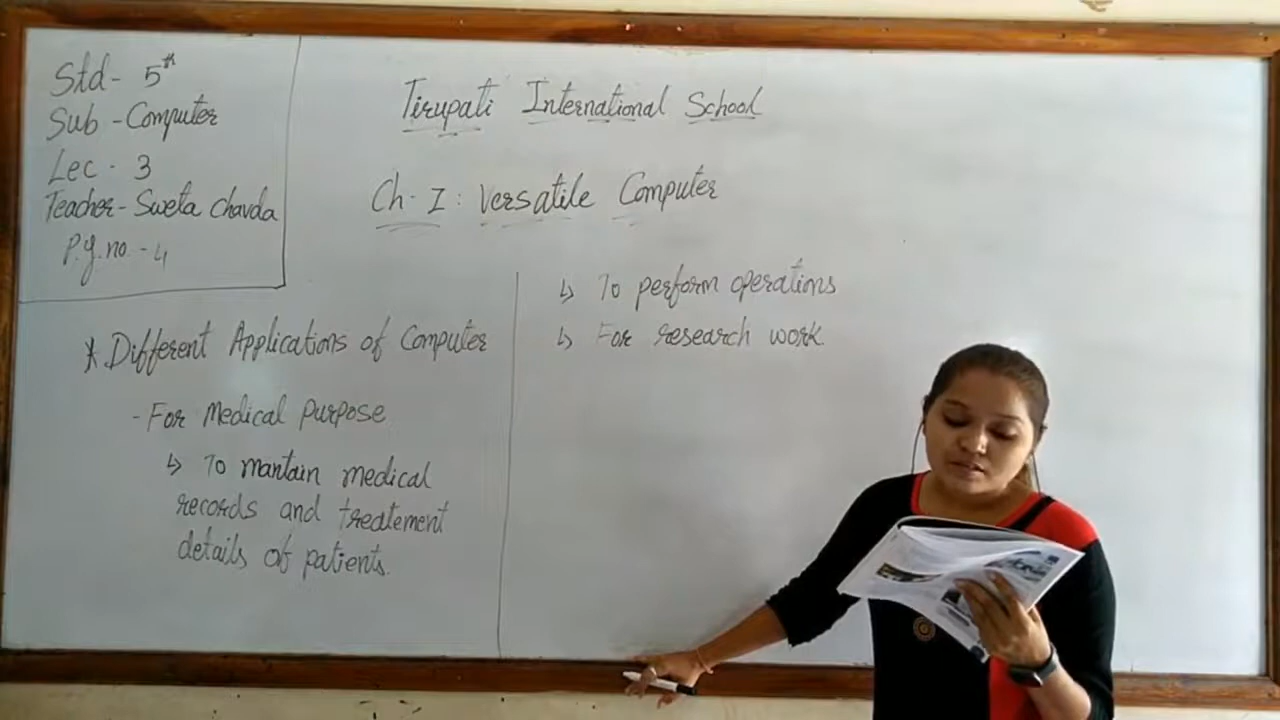 Std- 5th
Sub - Computer
Lec - 3
Teacher - Sweta Chavda
P.g. no. - 4
Tirupati International School
Ch- I : Versatile Computer
* Different Applications of Computer
- For Medical Purpose
↳ To mantain medical
records and treatement
details of patients.
↳ To perform operations
↳ For research work.